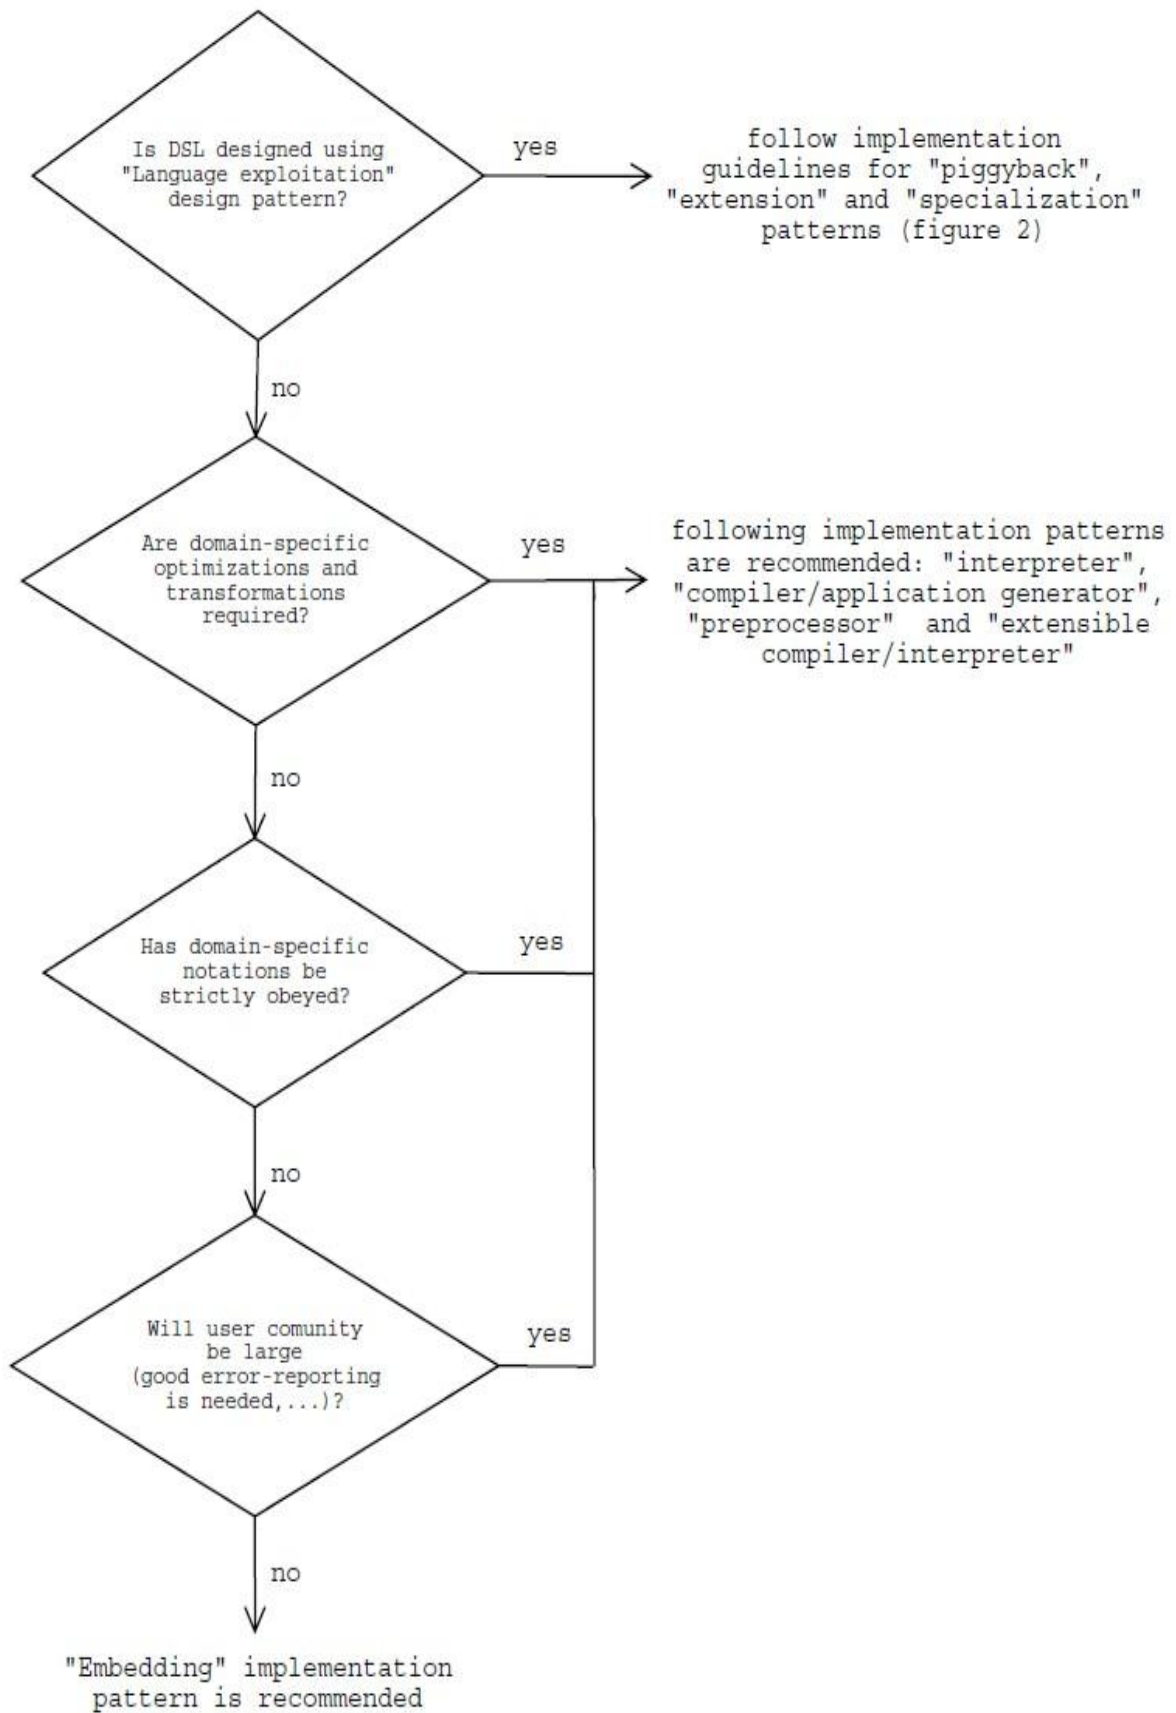 Is DSL designed using
"Language exploitation"
design pattern?
yes
follow implementation
guidelines for "piggyback",
"extension" and "specialization"
patterns (figure 2)
no
Are domain-specific
optimizations and
transformations
required?
yes
following implementation patterns
are recommended: "interpreter",
"compiler/application generator",
"preprocessor" and "extensible
compiler/interpreter"
no
Has domain-specific
notations be
strictly obeyed?
yes
no
Will user comunity
be large
(good error-reporting
is needed,...)?
yes
no
"Embedding" implementation
pattern is recommended